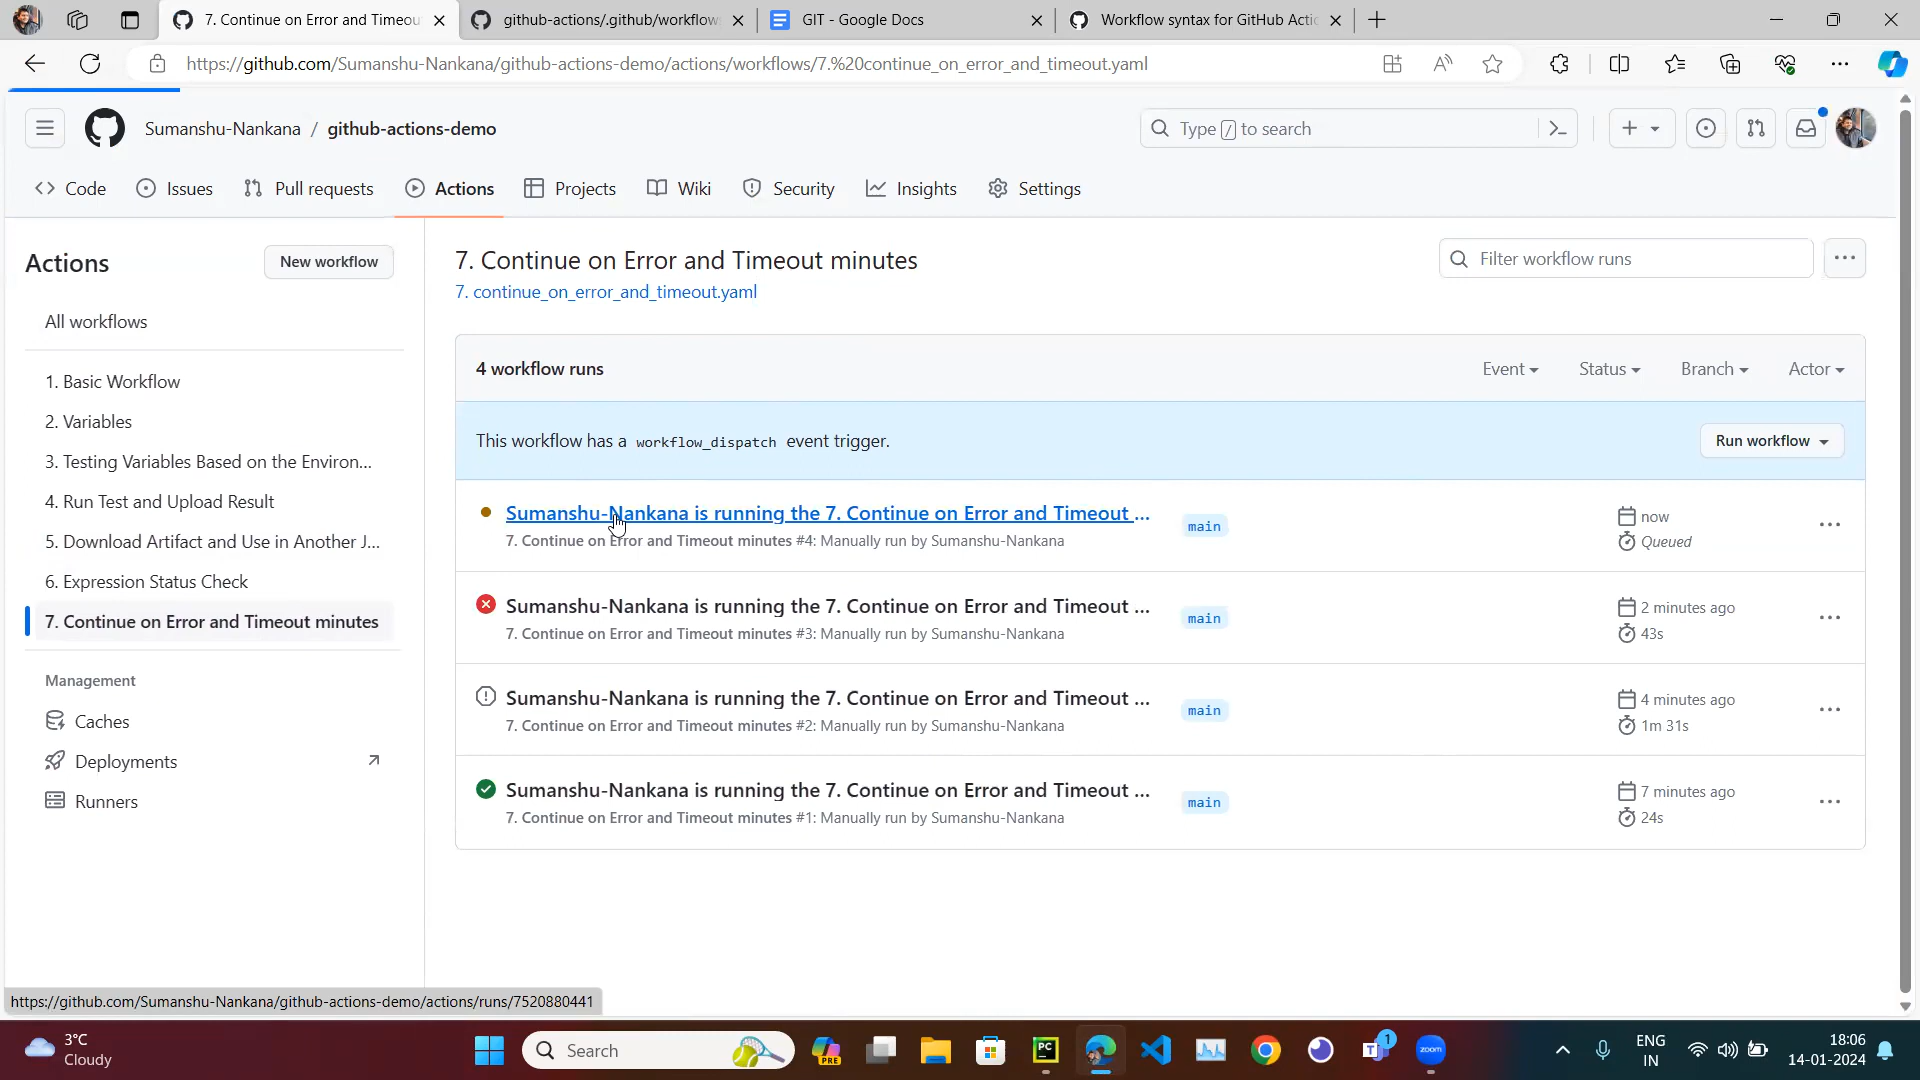 7. Continue on Error and Timeou
github-actions/.github/workflow
GIT - Google Docs
Workflow syntax for GitHub Actio
https://github.com/Sumanshu-Nankana/github-actions-demo/actions/workflows/7.%20continue_on_error_and_timeout.yaml
Sumanshu-Nankana / github-actions-demo
Type / to search
Code
Issues
Pull requests
Actions
Projects
Wiki
Security
Insights
Settings
Actions
New workflow
All workflows
1. Basic Workflow
2. Variables
3. Testing Variables Based on the Environ...
4. Run Test and Upload Result
5. Download Artifact and Use in Another J...
6. Expression Status Check
7. Continue on Error and Timeout minutes
Management
Caches
Deployments
Runners
7. Continue on Error and Timeout minutes
7. continue_on_error_and_timeout.yaml
Filter workflow runs
4 workflow runs
Event
Status
Branch
Actor
This workflow has a workflow_dispatch event trigger.
Run workflow
Sumanshu-Nankana is running the 7. Continue on Error and Timeout ...
7. Continue on Error and Timeout minutes #4: Manually run by Sumanshu-Nankana
main
now
Queued
Sumanshu-Nankana is running the 7. Continue on Error and Timeout ...
7. Continue on Error and Timeout minutes #3: Manually run by Sumanshu-Nankana
main
2 minutes ago
43s
Sumanshu-Nankana is running the 7. Continue on Error and Timeout ...
7. Continue on Error and Timeout minutes #2: Manually run by Sumanshu-Nankana
main
4 minutes ago
1m 31s
Sumanshu-Nankana is running the 7. Continue on Error and Timeout ...
7. Continue on Error and Timeout minutes #1: Manually run by Sumanshu-Nankana
main
7 minutes ago
24s
https://github.com/Sumanshu-Nankana/github-actions-demo/actions/runs/7520880441
3°C
Cloudy
Search
PRE
PC
1
zoom
ENG
IN
18:06
14-01-2024